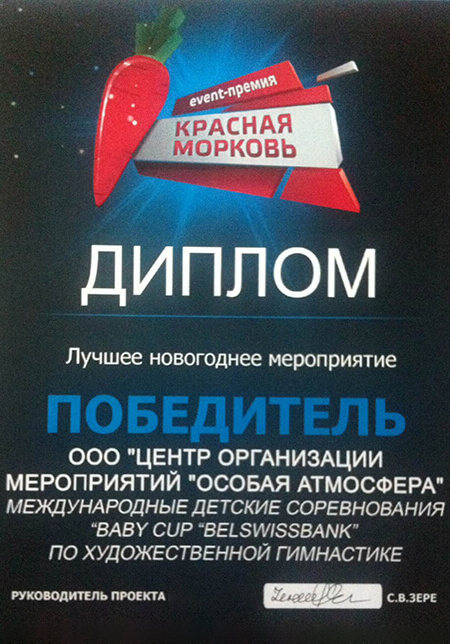 event-премия
КРАСНАЯ
МОРКОВЬ
ДИПЛОМ
Лучшее новогоднее мероприятие
ПОБЕДИТЕЛЬ
ООО "ЦЕНТР ОРГАНИЗАЦИИ
МЕРОПРИЯТИЙ "ОСОБАЯ АТМОСФЕРА"
МЕЖДУНАРОДНЫЕ ДЕТСКИЕ СОРЕВНОВАНИЯ
“BABY CUP “BELSWISSBANK”
ПО ХУДОЖЕСТВЕННОЙ ГИМНАСТИКЕ
РУКОВОДИТЕЛЬ ПРОЕКТА С.В.ЗЕРЕ